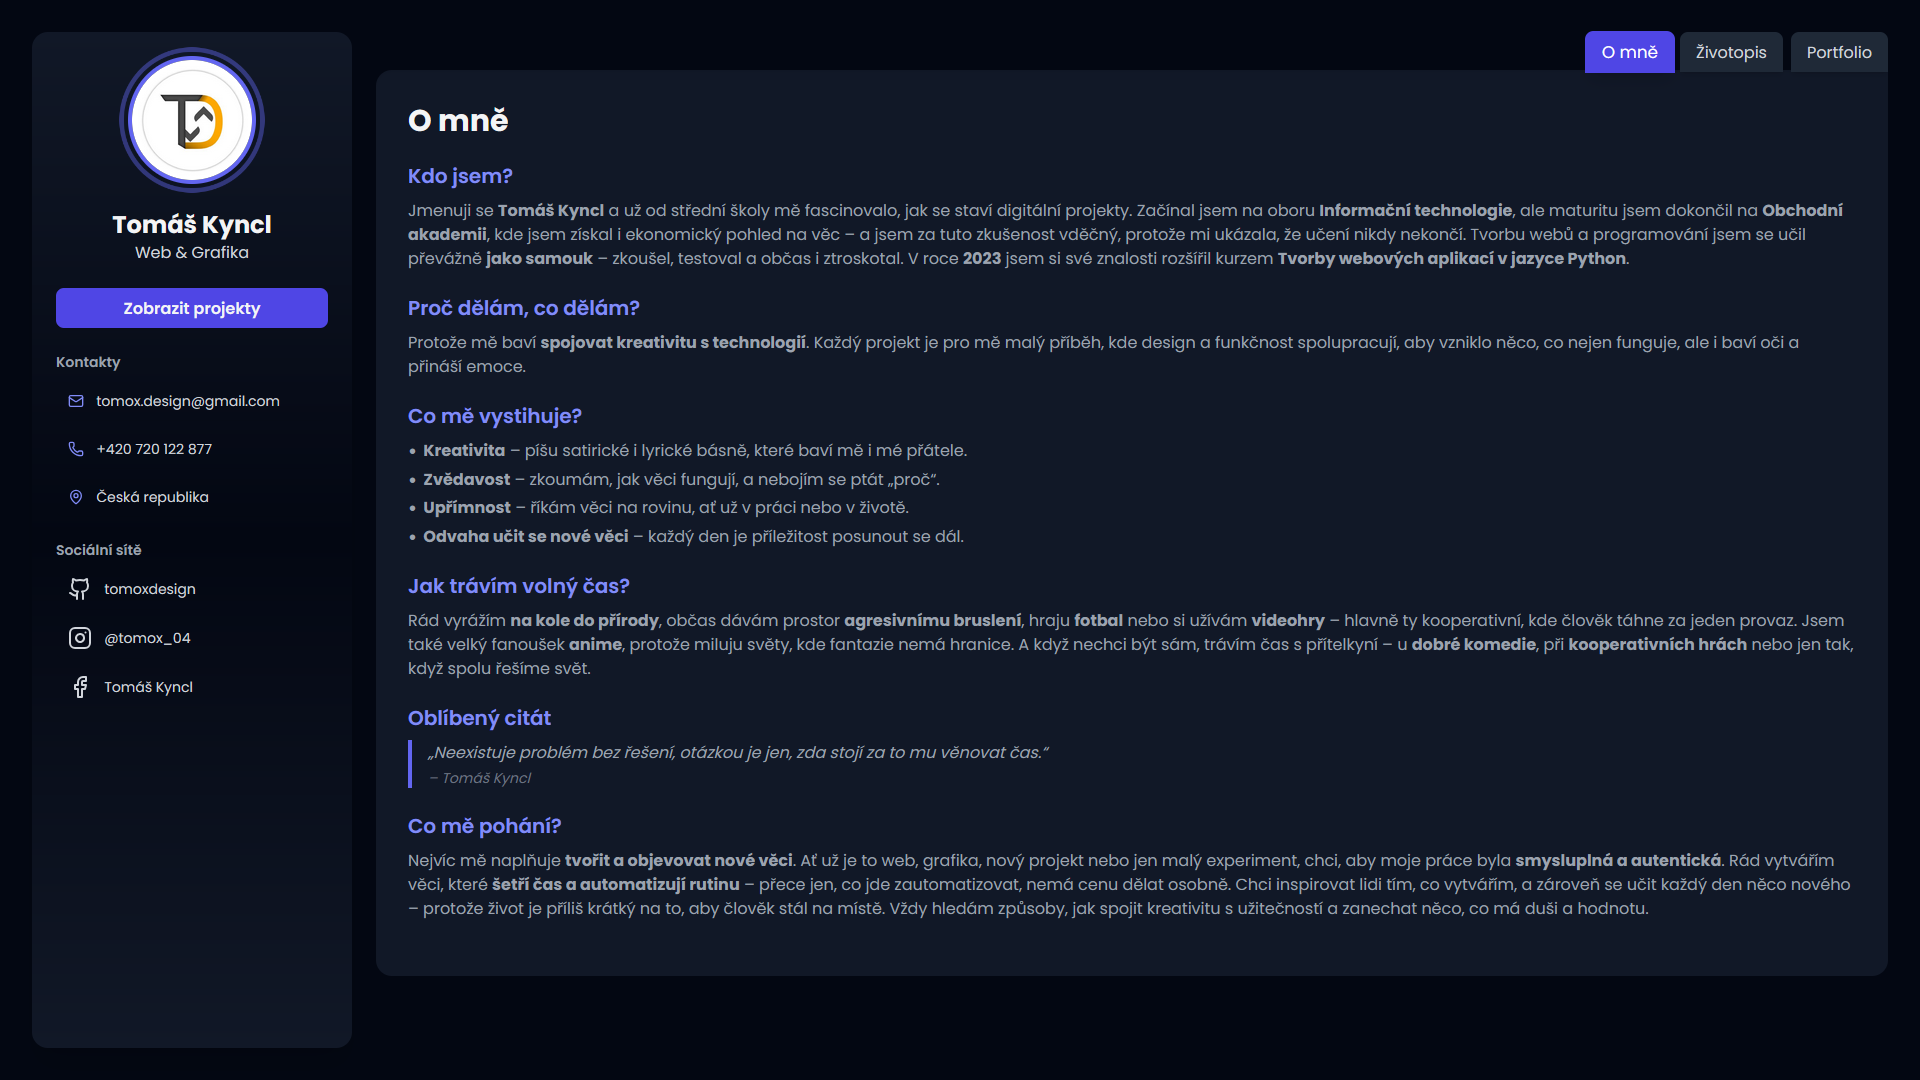 Tomáš Kyncl
Web & Grafika
Zobrazit projekty
Kontakty
tomox.design@gmail.com
+420 720 122 877
Česká republika
Sociální sítě
tomoxdesign
@tomox_04
Tomáš Kyncl
O mně
Životopis
Portfolio
O mně
Kdo jsem?
Jmenuji se Tomáš Kyncl a už od střední školy mě fascinovalo, jak se staví digitální projekty. Začínal jsem na oboru Informační technologie, ale maturitu jsem dokončil na Obchodní
akademii, kde jsem získal i ekonomický pohled na věc – a jsem za tuto zkušenost vděčný, protože mi ukázala, že učení nikdy nekončí. Tvorbu webů a programování jsem se učil
převážně jako samouk – zkoušel, testoval a občas i ztroskotal. V roce 2023 jsem si své znalosti rozšířil kurzem Tvorby webových aplikací v jazyce Python.
Proč dělám, co dělám?
Protože mě baví spojovat kreativitu s technologií. Každý projekt je pro mě malý příběh, kde design a funkčnost spolupracují, aby vzniklo něco, co nejen funguje, ale i baví oči a
přináší emoce.
Co mě vystihuje?
• Kreativita – píšu satirické i lyrické básně, které baví mě i mé přátele.
• Zvědavost – zkoumám, jak věci fungují, a nebojím se ptát „proč“.
• Upřímnost – říkám věci na rovinu, ať už v práci nebo v životě.
• Odvaha učit se nové věci – každý den je příležitost posunout se dál.
Jak trávím volný čas?
Rád vyrážím na kole do přírody, občas dávám prostor agresivnímu bruslení, hraju fotbal nebo si užívám videohry – hlavně ty kooperativní, kde člověk táhne za jeden provaz. Jsem
také velký fanoušek anime, protože miluju světy, kde fantazie nemá hranice. A když nechci být sám, trávím čas s přítelkyní – u dobré komedie, při kooperativních hrách nebo jen tak,
když spolu řešíme svět.
Oblíbený citát
„Neexistuje problém bez řešení, otázkou je jen, zda stojí za to mu věnovat čas.“
– Tomáš Kyncl
Co mě pohání?
Nejvíc mě naplňuje tvořit a objevovat nové věci. Ať už je to web, grafika, nový projekt nebo jen malý experiment, chci, aby moje práce byla smysluplná a autentická. Rád vytvářím
věci, které šetří čas a automatizují rutinu – přece jen, co jde zautomatizovat, nemá cenu dělat osobně. Chci inspirovat lidi tím, co vytvářím, a zároveň se učit každý den něco nového
– protože život je příliš krátký na to, aby člověk stál na místě. Vždy hledám způsoby, jak spojit kreativitu s užitečností a zanechat něco, co má duši a hodnotu.